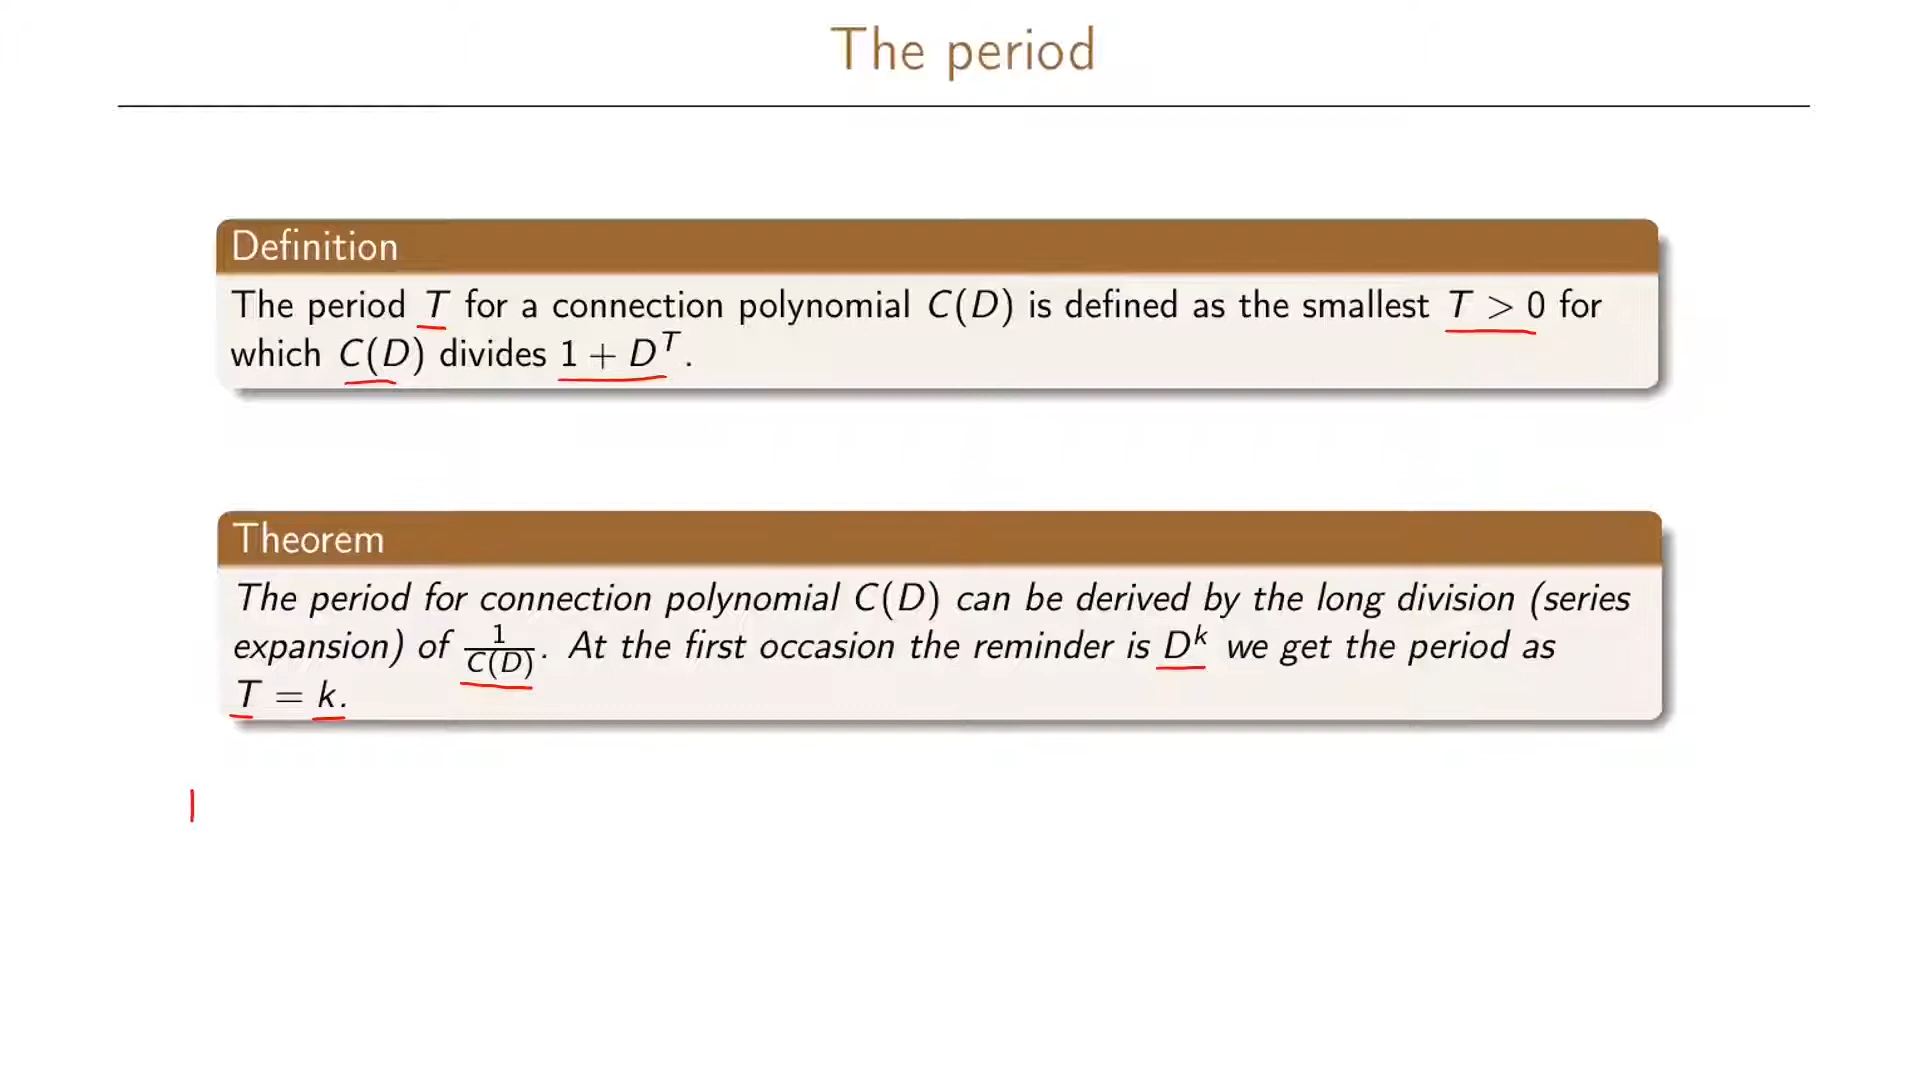 The period
Definition
The period T for a connection polynomial C(D) is defined as the smallest T > 0 for
which C(D) divides 1 + D^T.
Theorem
The period for connection polynomial C(D) can be derived by the long division (series
expansion) of 1/C(D). At the first occasion the reminder is D^k we get the period as
T = k.